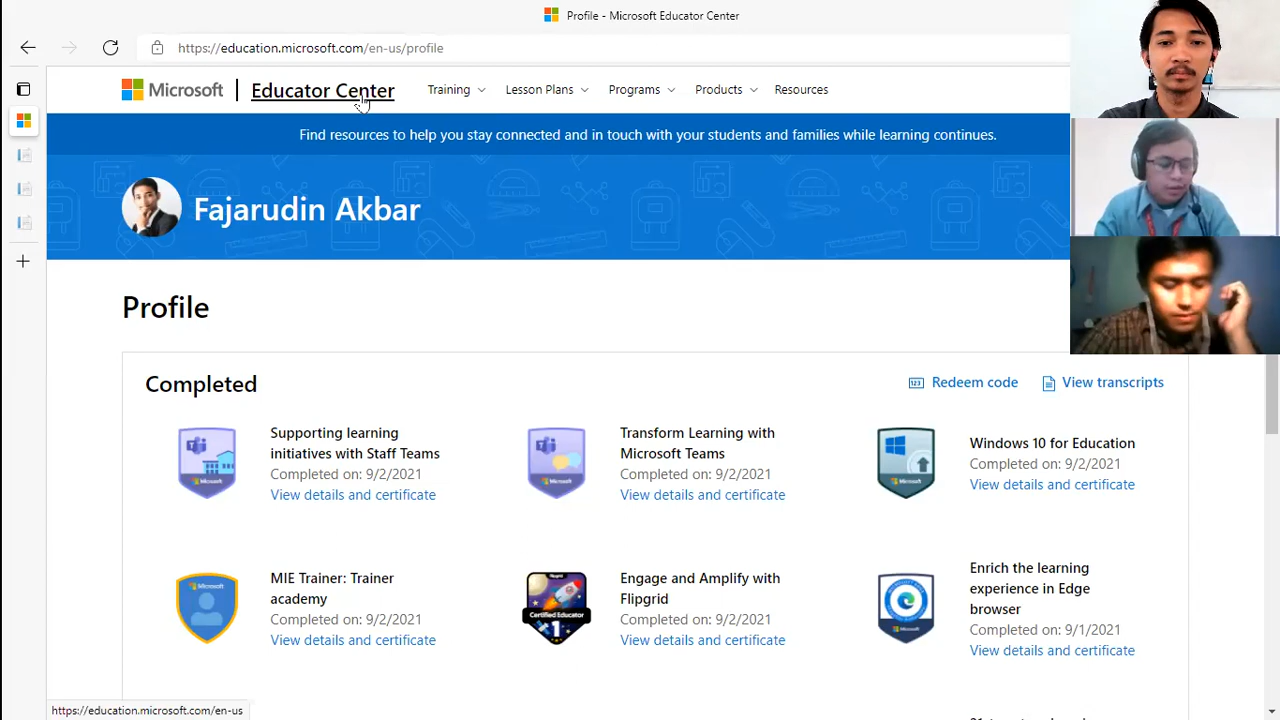 Profile - Microsoft Educator Center
https://education.microsoft.com/en-us/profile
Microsoft | Educator Center Training Lesson Plans Programs Products Resources
Find resources to help you stay connected and in touch with your students and families while learning continues.
Fajarudin Akbar
Profile
Completed
Redeem code
View transcripts
Supporting learning
initiatives with Staff Teams
Completed on: 9/2/2021
View details and certificate
Transform Learning with
Microsoft Teams
Completed on: 9/2/2021
View details and certificate
Windows 10 for Education
Completed on: 9/2/2021
View details and certificate
Microsoft
MIE Trainer: Trainer
academy
Completed on: 9/2/2021
View details and certificate
Certified Educator
1
Engage and Amplify with
Flipgrid
Completed on: 9/2/2021
View details and certificate
Enrich the learning
experience in Edge
browser
Completed on: 9/1/2021
View details and certificate
https://education.microsoft.com/en-us